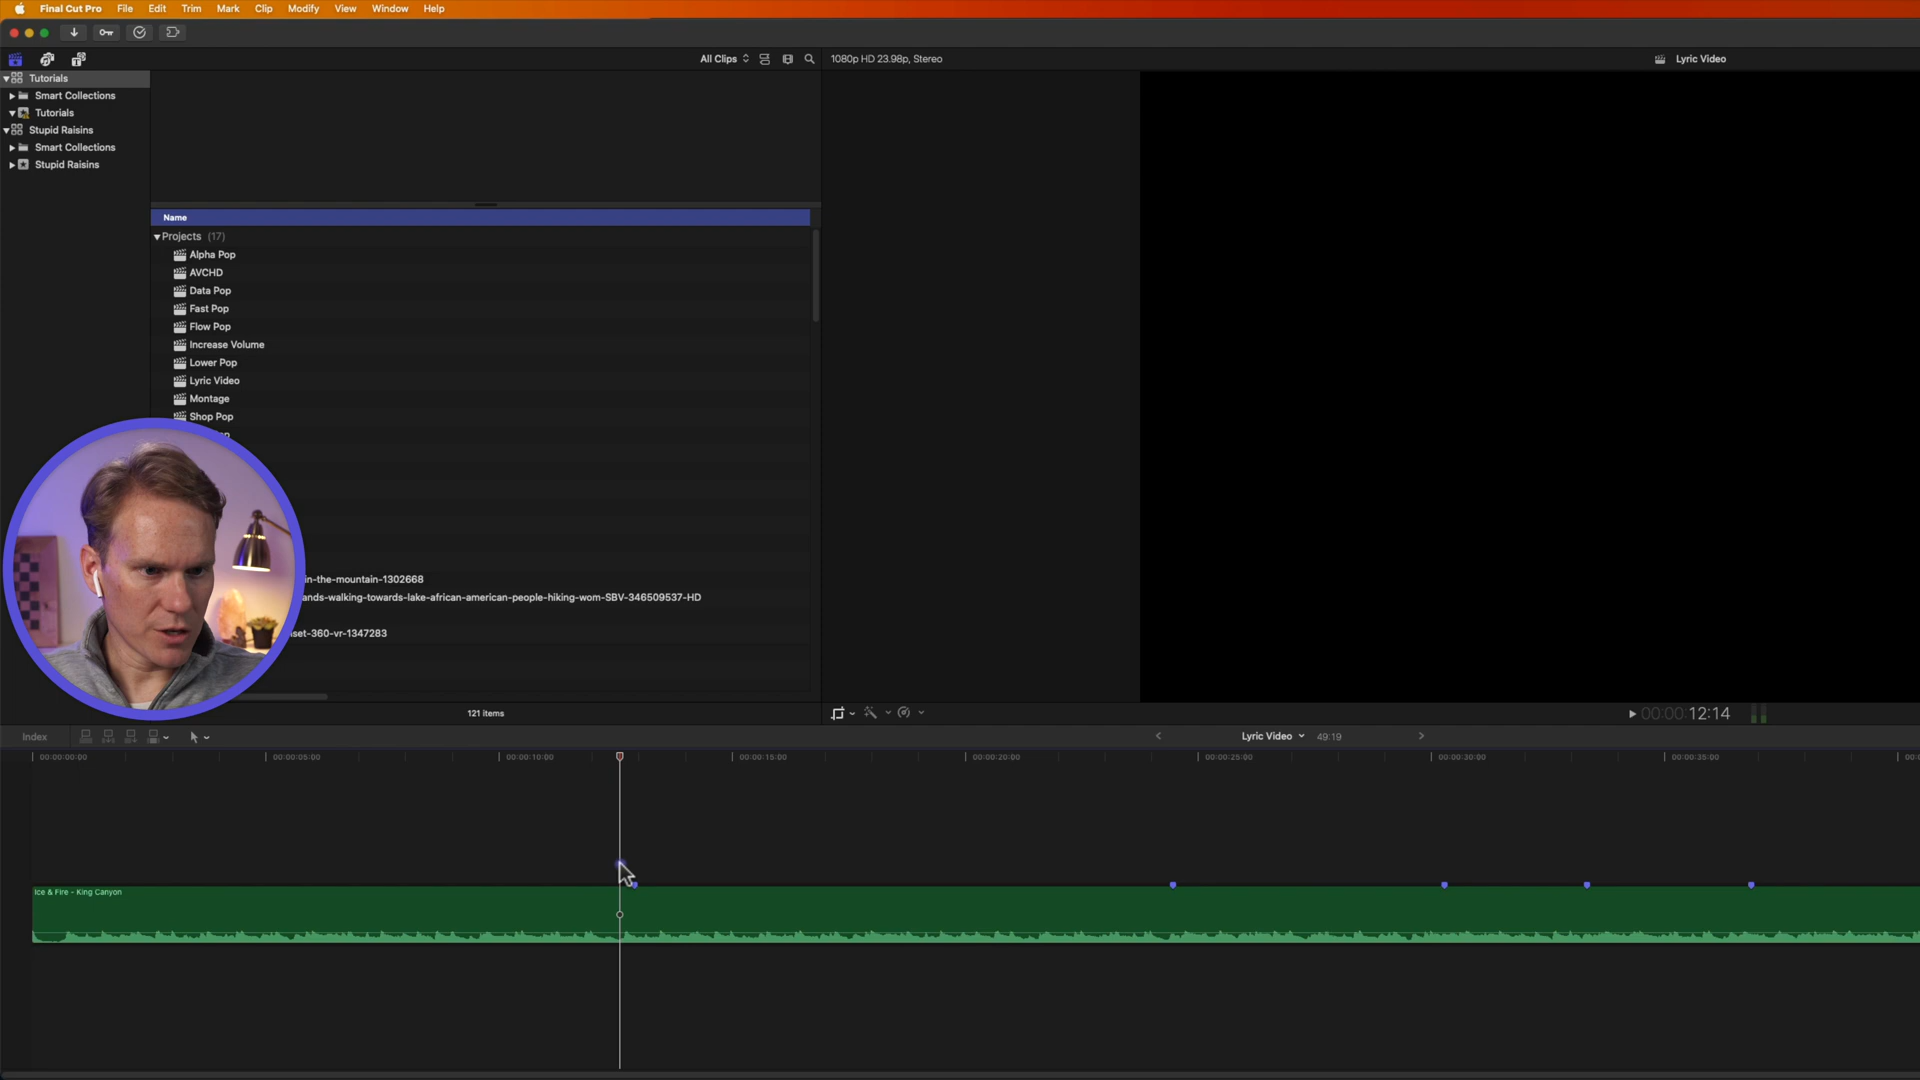 Final Cut Pro File Edit Trim Mark Clip Modify View Window Help
All Clips
1080p HD 23.98p, Stereo
Lyric Video
Tutorials
Smart Collections
Tutorials
Stupid Raisins
Smart Collections
Stupid Raisins
Name
Projects (17)
Alpha Pop
AVCHD
Data Pop
Fast Pop
Flow Pop
Increase Volume
Lower Pop
Lyric Video
Montage
Shop Pop
in-the-mountain-1302668
ands-walking-towards-lake-african-american-people-hiking-wom-SBV-346509537-HD
set-360-vr-1347283
121 items
00:00:00:12:14
Index
Lyric Video
49:19
00:00:00:00
00:00:05:00
00:00:10:00
00:00:15:00
00:00:20:00
00:00:25:00
00:00:30:00
00:00:35:00
Ice & Fire - King Canyon